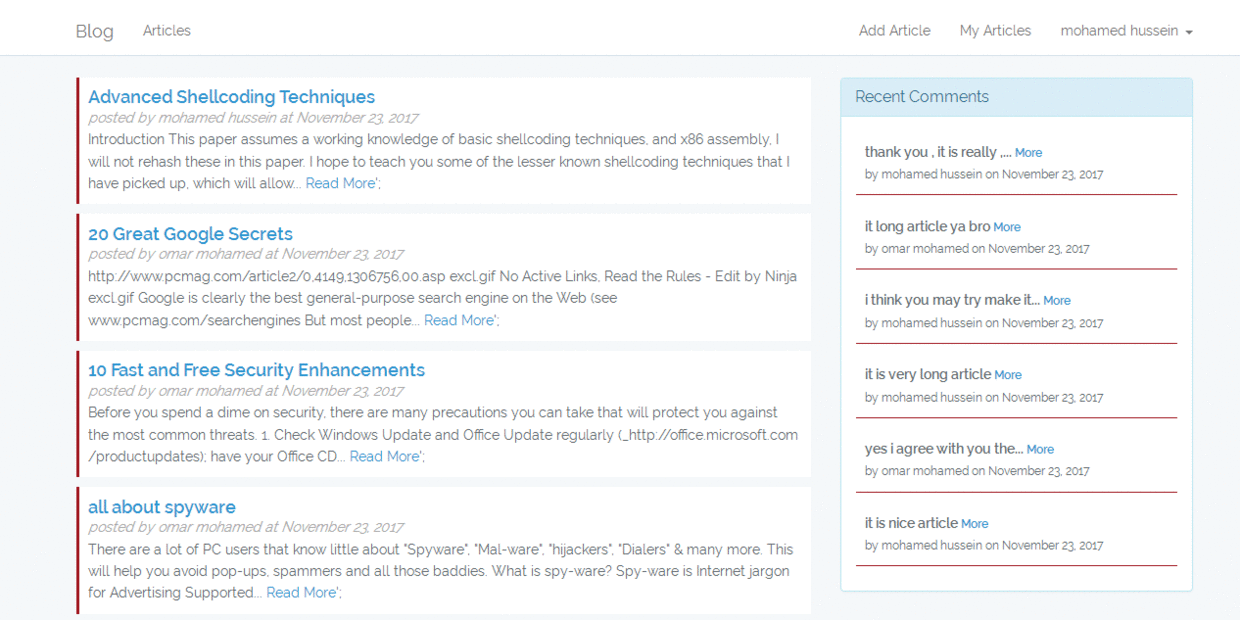 Blog Articles Add Article My Articles mohamed hussein
Advanced Shellcoding Techniques
posted by mohamed hussein at November 23, 2017
Introduction This paper assumes a working knowledge of basic shellcoding techniques, and x86 assembly, I
will not rehash these in this paper. I hope to teach you some of the lesser known shellcoding techniques that I
have picked up, which will allow... Read More';
20 Great Google Secrets
posted by omar mohamed at November 23, 2017
http://www.pcmag.com/article2/0,4149,1306756,00.asp excl.gif No Active Links, Read the Rules - Edit by Ninja
excl.gif Google is clearly the best general-purpose search engine on the Web (see
www.pcmag.com/searchengines But most people... Read More';
10 Fast and Free Security Enhancements
posted by omar mohamed at November 23, 2017
Before you spend a dime on security, there are many precautions you can take that will protect you against
the most common threats. 1. Check Windows Update and Office Update regularly (_http://office.microsoft.com
/productupdates); have your Office CD... Read More';
all about spyware
posted by omar mohamed at November 23, 2017
There are a lot of PC users that know little about "Spyware", "Mal-ware", "hijackers", "Dialers" & many more. This
will help you avoid pop-ups, spammers and all those baddies. What is spy-ware? Spy-ware is Internet jargon
for Advertising Supported... Read More';
Recent Comments
thank you , it is really ,... More
by mohamed hussein on November 23, 2017
it long article ya bro More
by omar mohamed on November 23, 2017
i think you may try make it... More
by mohamed hussein on November 23, 2017
it is very long article More
by mohamed hussein on November 23, 2017
yes i agree with you the... More
by omar mohamed on November 23, 2017
it is nice article More
by mohamed hussein on November 23, 2017